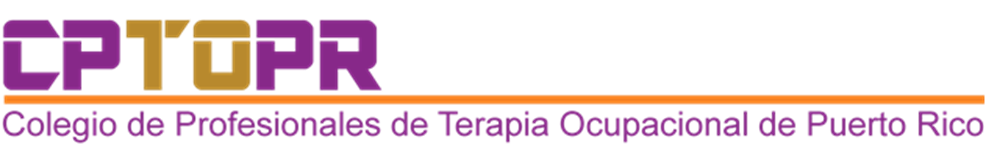 CPTOPR
Colegio de Profesionales de Terapia Ocupacional de Puerto Rico